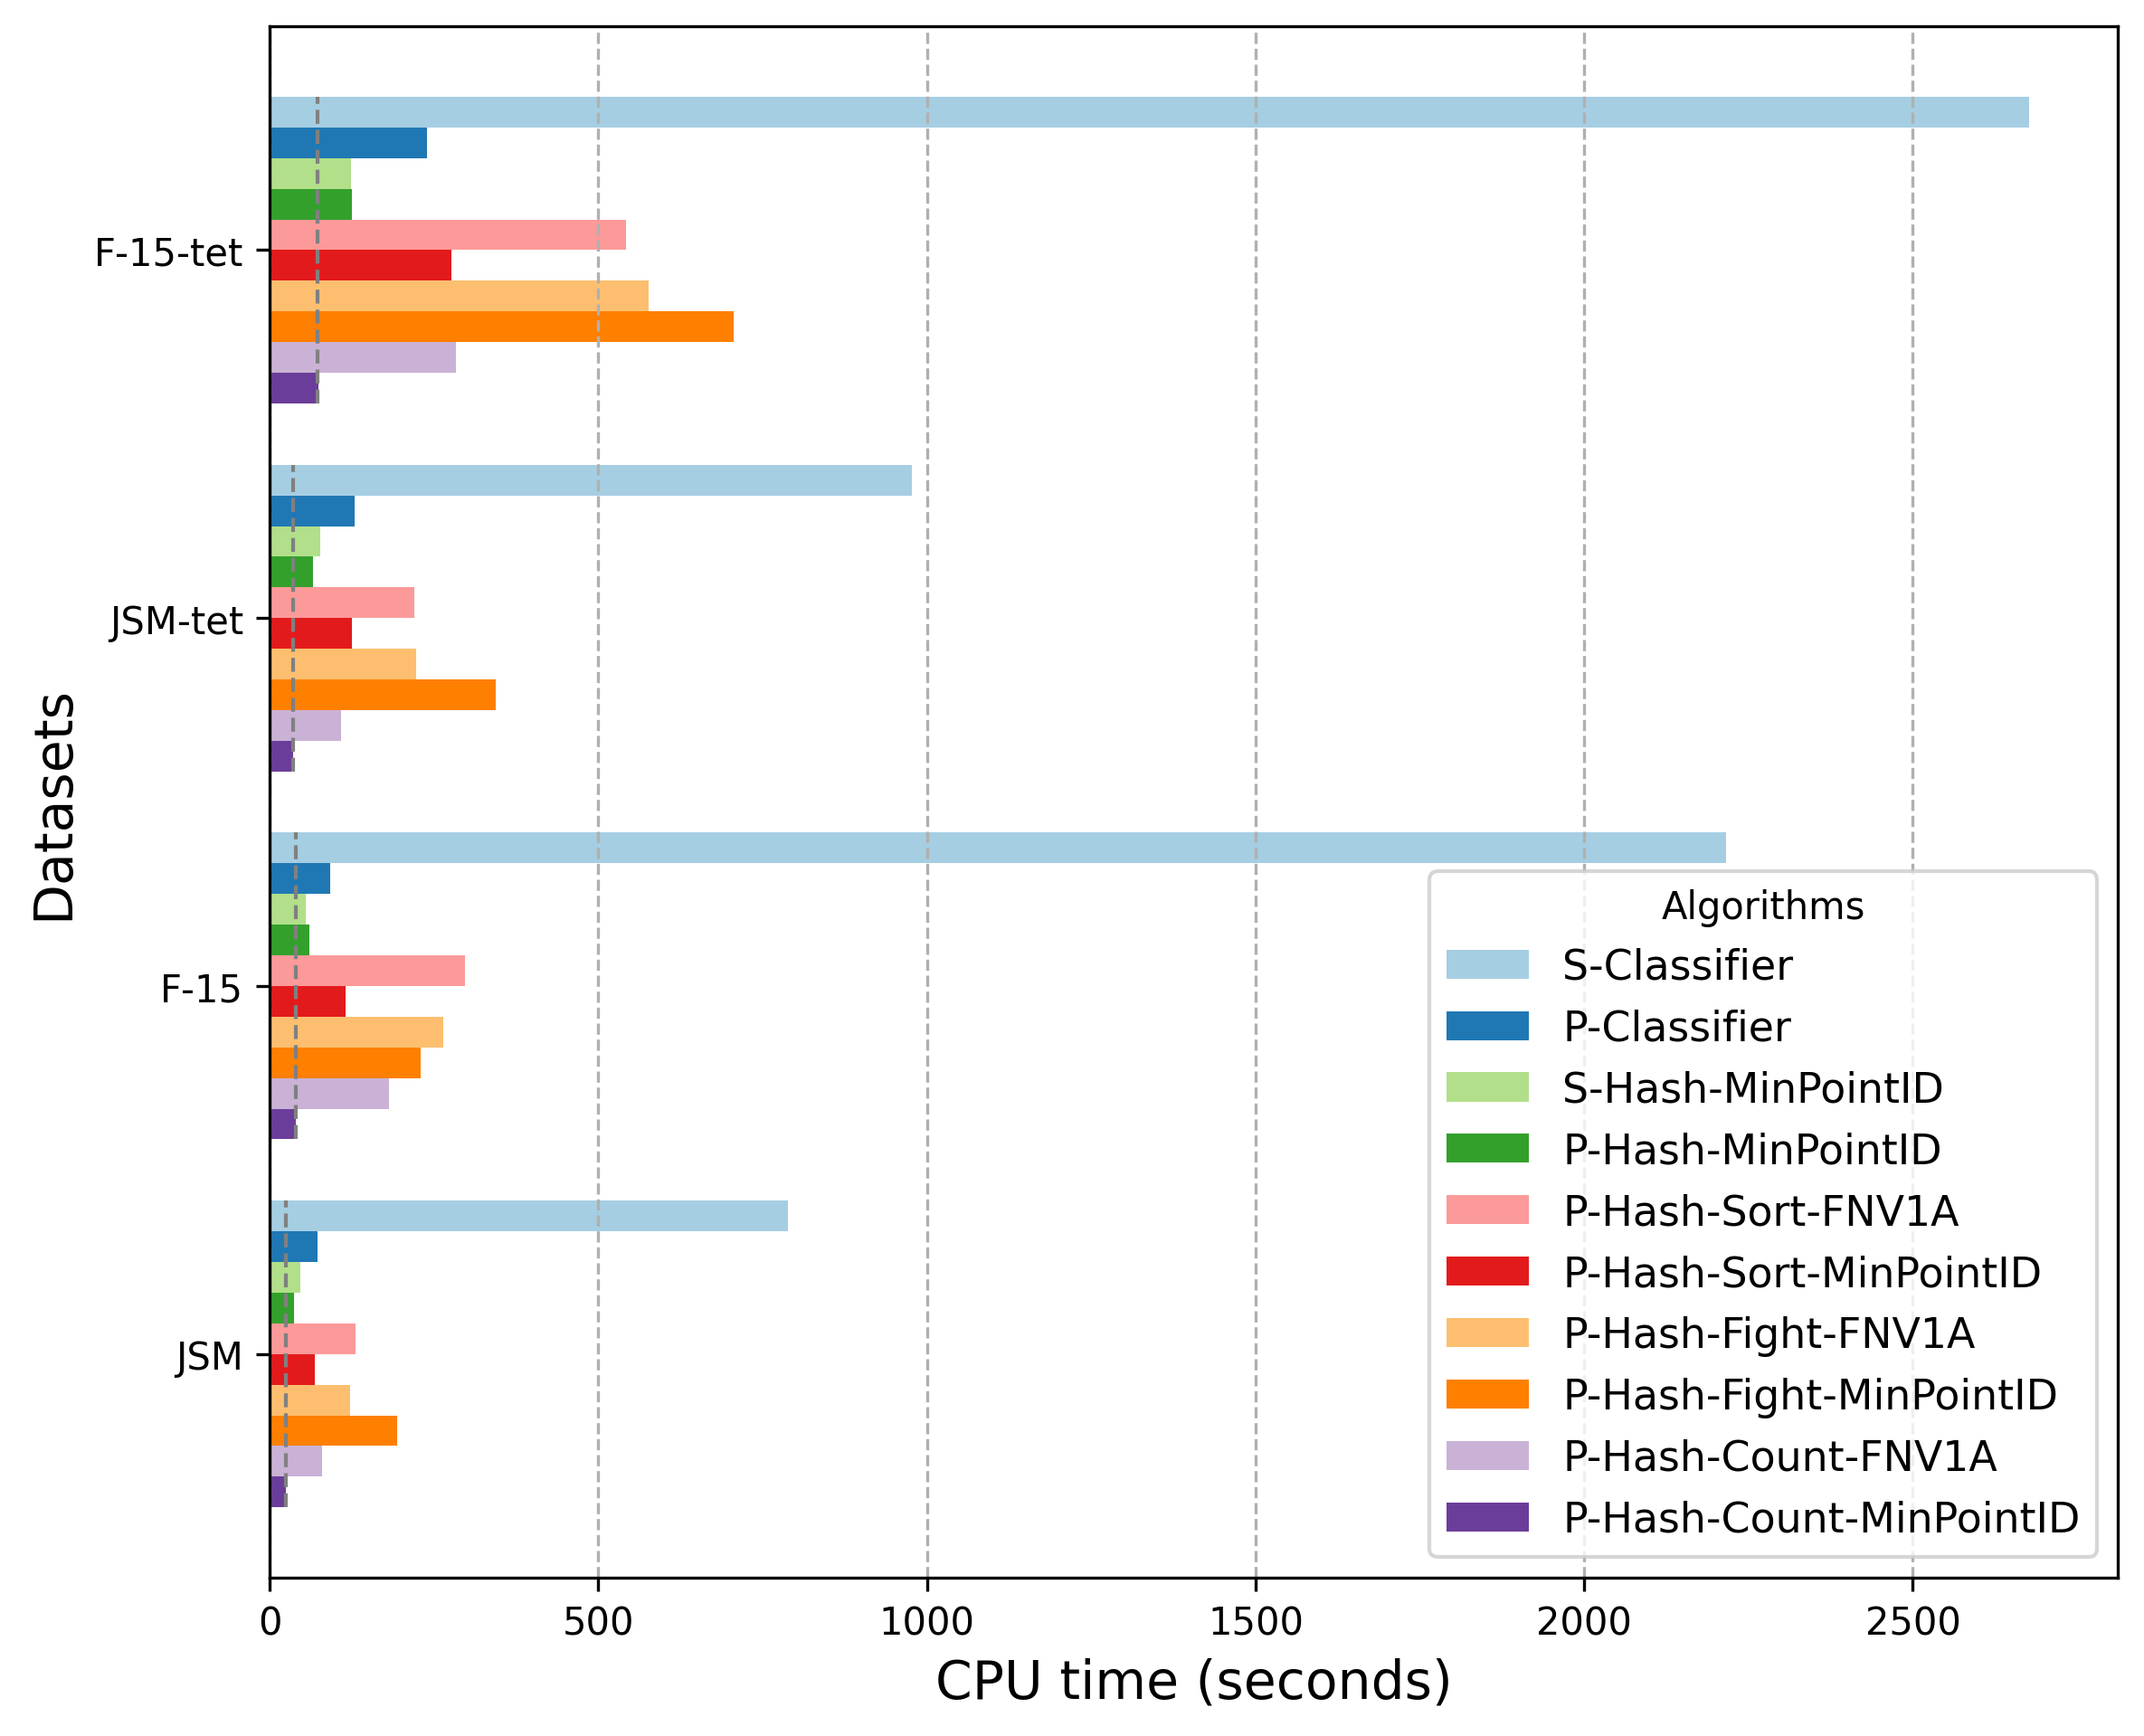 F-15-tet
JSM-tet
F-15
JSM
Datasets
0 500 1000 1500 2000 2500
CPU time (seconds)
Algorithms
S-Classifier
P-Classifier
S-Hash-MinPointID
P-Hash-MinPointID
P-Hash-Sort-FNV1A
P-Hash-Sort-MinPointID
P-Hash-Fight-FNV1A
P-Hash-Fight-MinPointID
P-Hash-Count-FNV1A
P-Hash-Count-MinPointID